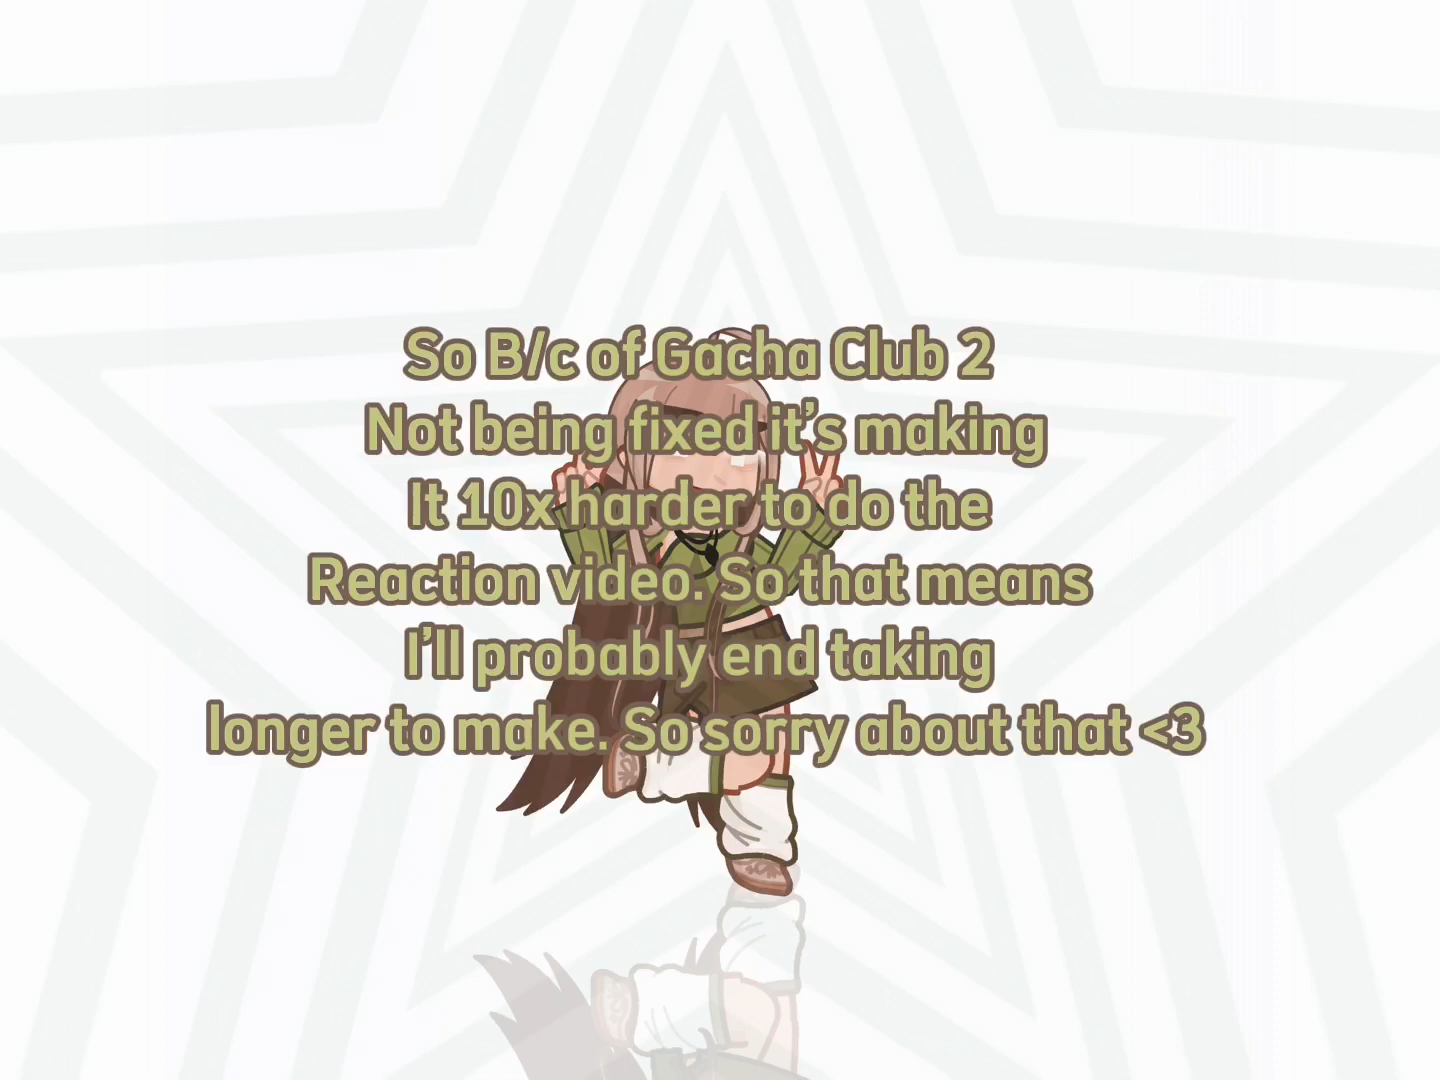 So B/c of Gacha Club 2
Not being fixed it's making
It 10x harder to do the
Reaction video. So that means
I'll probably end taking
longer to make. So sorry about that <3